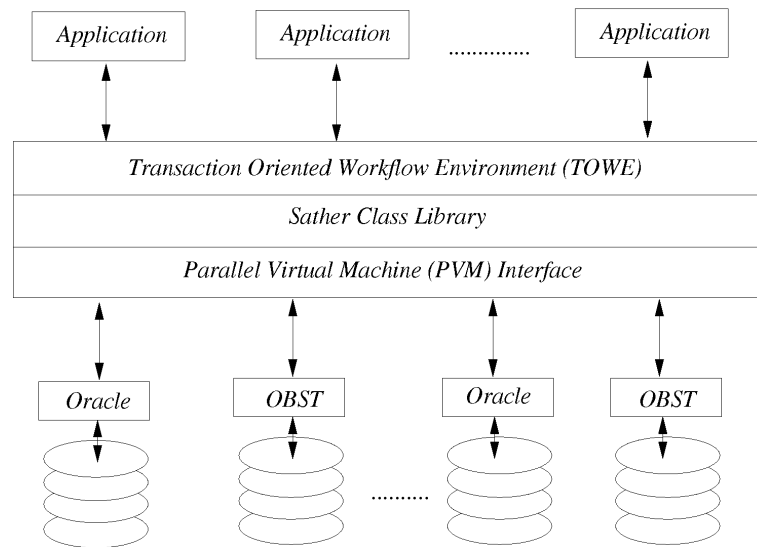 Application
Application
..............
Application
Transaction Oriented Workflow Environment (TOWE)
Sather Class Library
Parallel Virtual Machine (PVM) Interface
Oracle
OBST
Oracle
OBST
..........